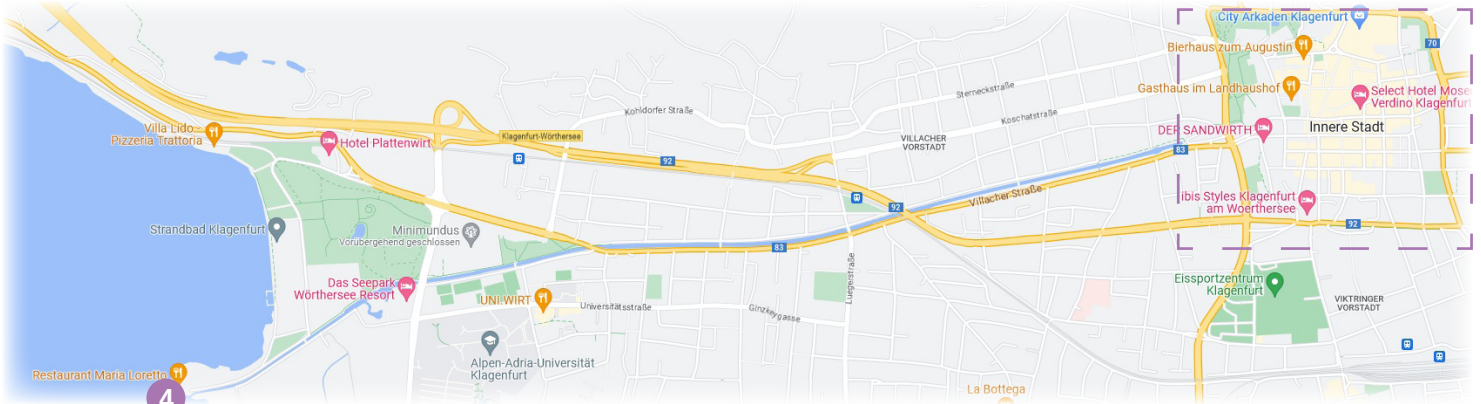 City Arkaden Klagenfurt
70
Bierhaus zum Augustin
Gasthaus im Landhaushof
Select Hotel Mose
Verdino Klagenfurt
Sterneckstraße
Kohldorfer Straße
Koschatstraße
Villa Lido -
Pizzeria Trattoria
Hotel Plattenwirt
Klagenfurt-Wörthersee
VILLACHER
VORSTADT
DER SANDWIRTH
Innere Stadt
83
92
Villacher Straße
ibis Styles Klagenfurt
am Woerthersee
92
92
Strandbad Klagenfurt
Minimundus
Vorübergehend geschlossen
83
Das Seepark
Wörthersee Resort
Luegerstraße
Eissportzentrum
Klagenfurt
UNI.WIRT
Universitätsstraße
Ginzkeygasse
VIKTRINGER
VORSTADT
Alpen-Adria-Universität
Klagenfurt
Restaurant Maria Loretto
4
La Bottega